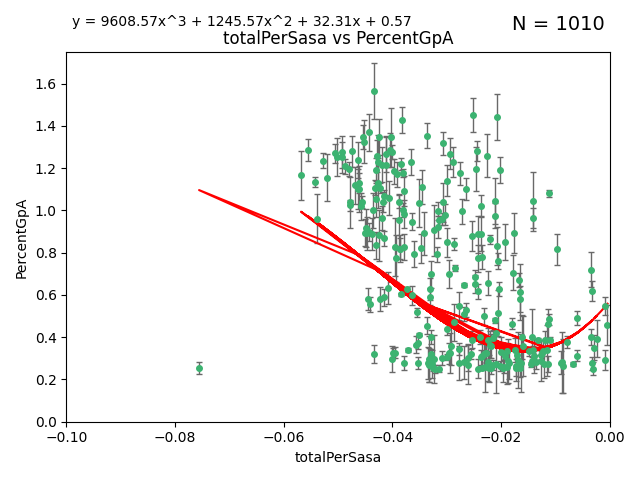 y = 9608.57x^3 + 1245.57x^2 + 32.31x + 0.57
N = 1010
totalPerSasa vs PercentGpA
1.6
1.4
1.2
1.0
0.8
0.6
0.4
0.2
0.0
PercentGpA
−0.10 −0.08 −0.06 −0.04 −0.02 0.00
totalPerSasa